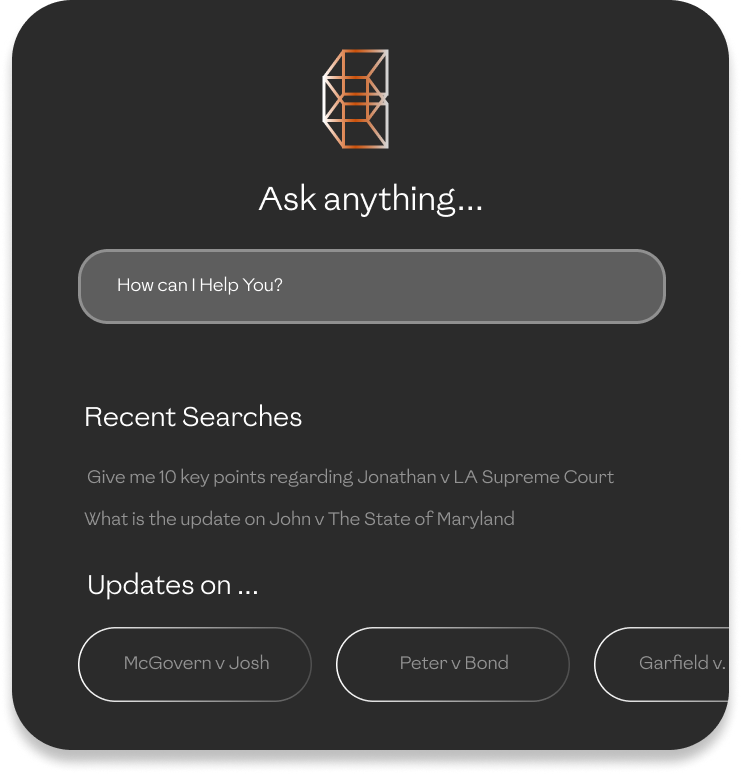 Ask anything...
How can I Help You?
Recent Searches
Give me 10 key points regarding Jonathan v LA Supreme Court
What is the update on John v The State of Maryland
Updates on ...
McGovern v Josh
Peter v Bond
Garfield v.